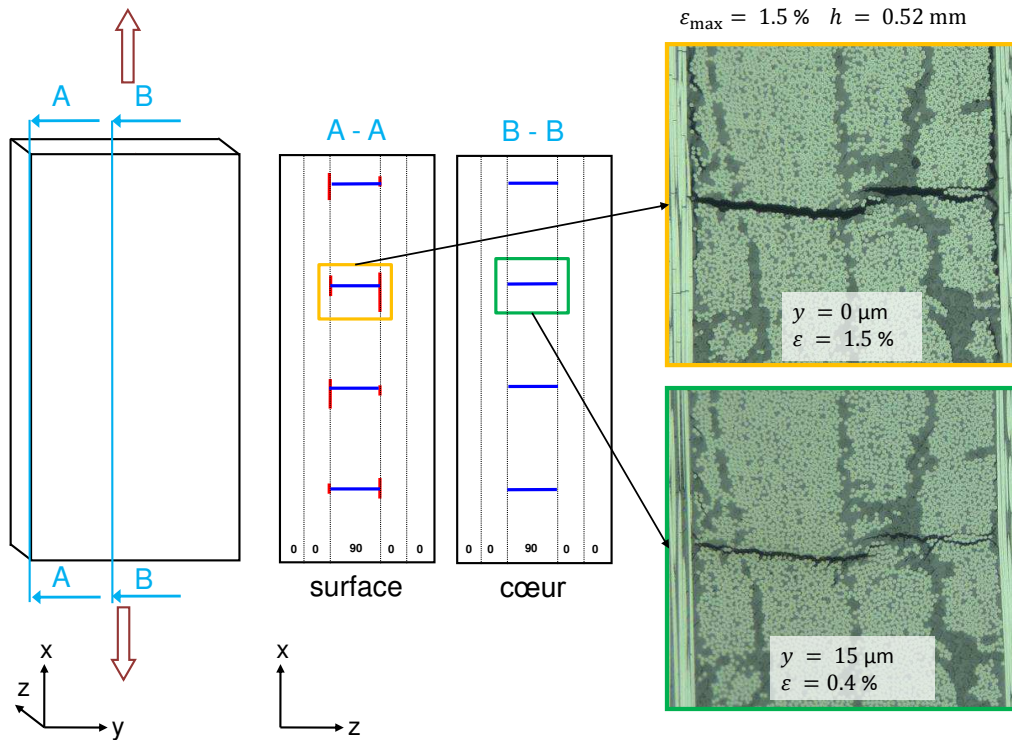 ε_max = 1.5 % h = 0.52 mm
A B
A - A B - B
y = 0 µm
ε = 1.5 %
0 0 90 0 0 0 90 0 0
A B
surface cœur
y = 15 µm
ε = 0.4 %
x
z
y
x
z